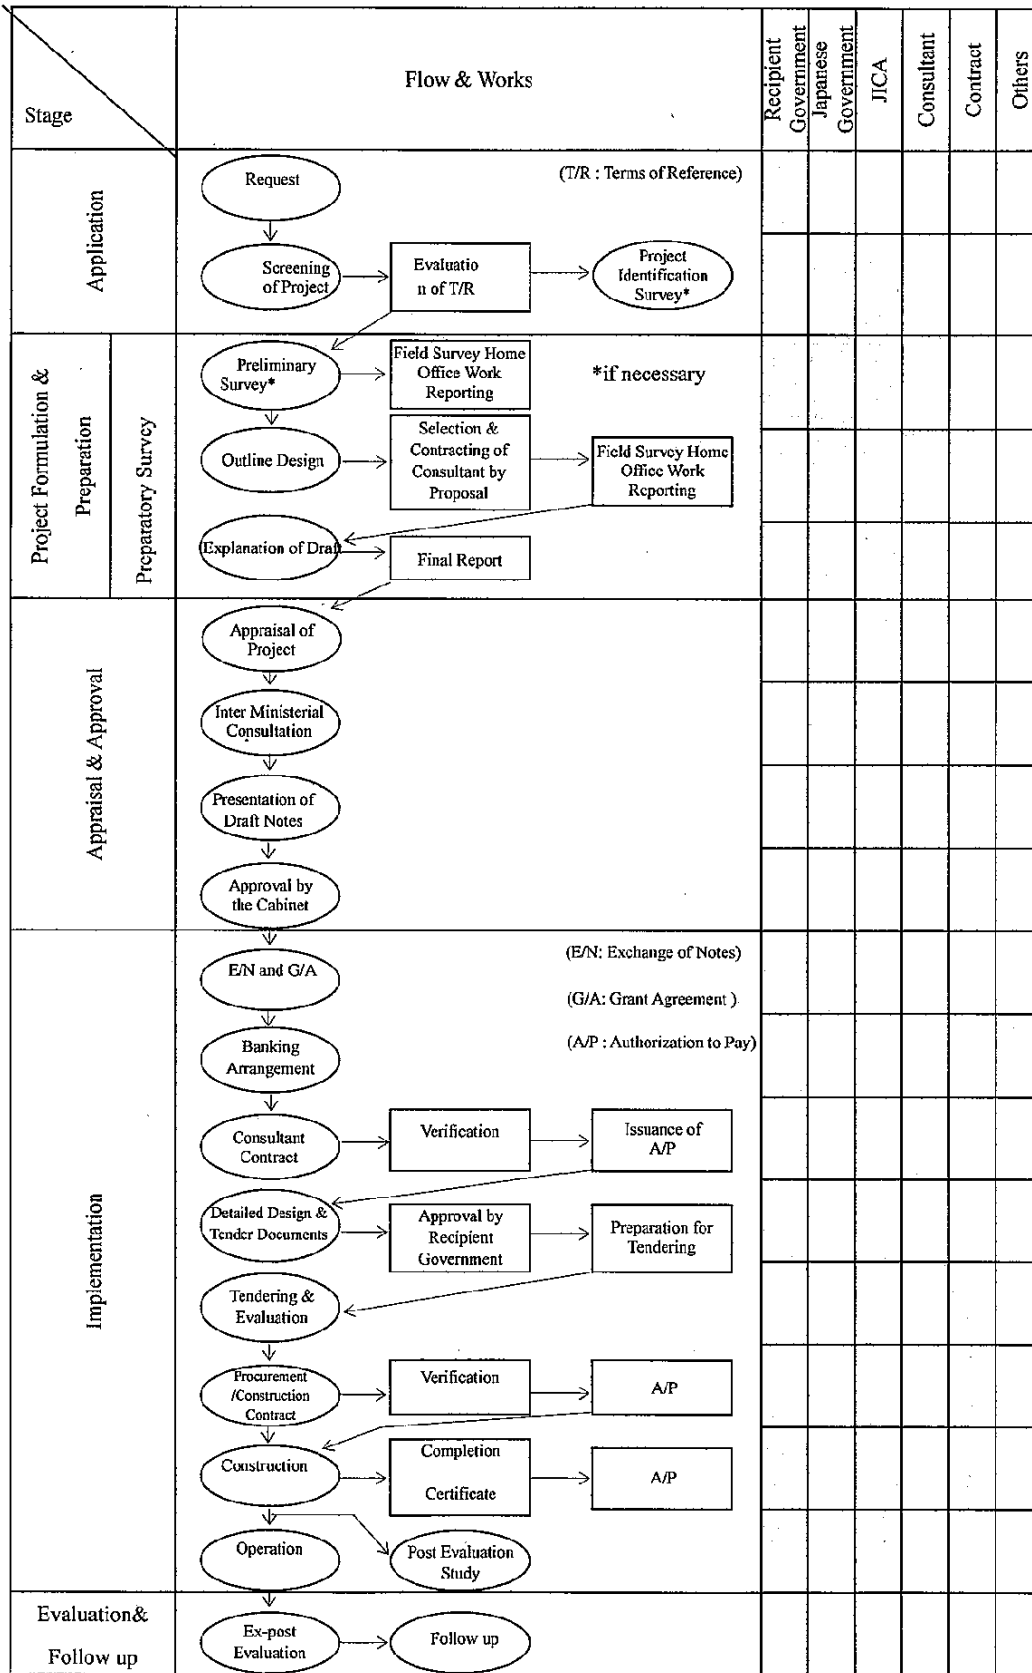 Stage
Flow & Works
Recipient
Government
Japanese
Government
JICA
Consultant
Contract
Others
Application
Request
(T/R : Terms of Reference)
Screening
of Project
Evaluatio
n of T/R
Project
Identification
Survey*
Project Formulation &
Preparation
Preparatory Survey
Preliminary
Survey*
Field Survey Home
Office Work
Reporting
*if necessary
Outline Design
Selection &
Contracting of
Consultant by
Proposal
Field Survey Home
Office Work
Reporting
(Explanation of Draft
Final Report
Appraisal & Approval
Appraisal of
Project
Inter Ministerial
Consultation
Presentation of
Draft Notes
Approval by
the Cabinet
Implementation
E/N and G/A
(E/N: Exchange of Notes)
(G/A: Grant Agreement )
(A/P : Authorization to Pay)
Banking
Arrangement
Consultant
Contract
Verification
Issuance of
A/P
Detailed Design &
Tender Documents
Approval by
Recipient
Government
Preparation for
Tendering
Tendering &
Evaluation
Procurement
/Construction
Contract
Verification
A/P
Construction
Completion
Certificate
A/P
Operation
Post Evaluation
Study
Evaluation&
Follow up
Ex-post
Evaluation
Follow up